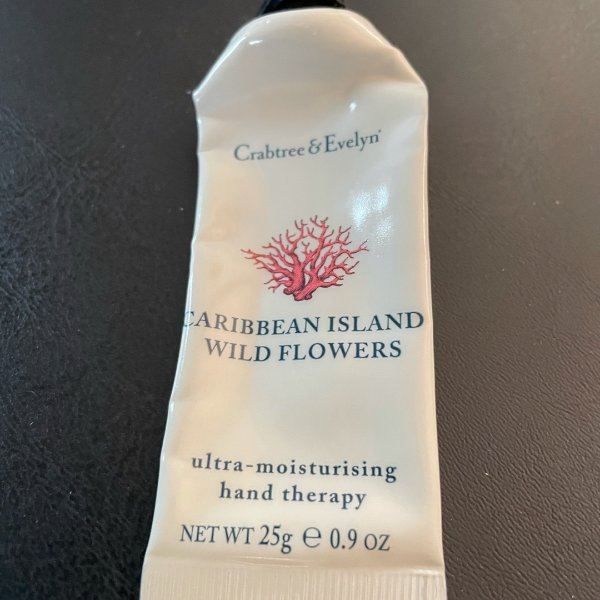 Crabtree & Evelyn®
CARIBBEAN ISLAND
WILD FLOWERS
ultra-moisturising
hand therapy
NET WT 25g ℮ 0.9 OZ